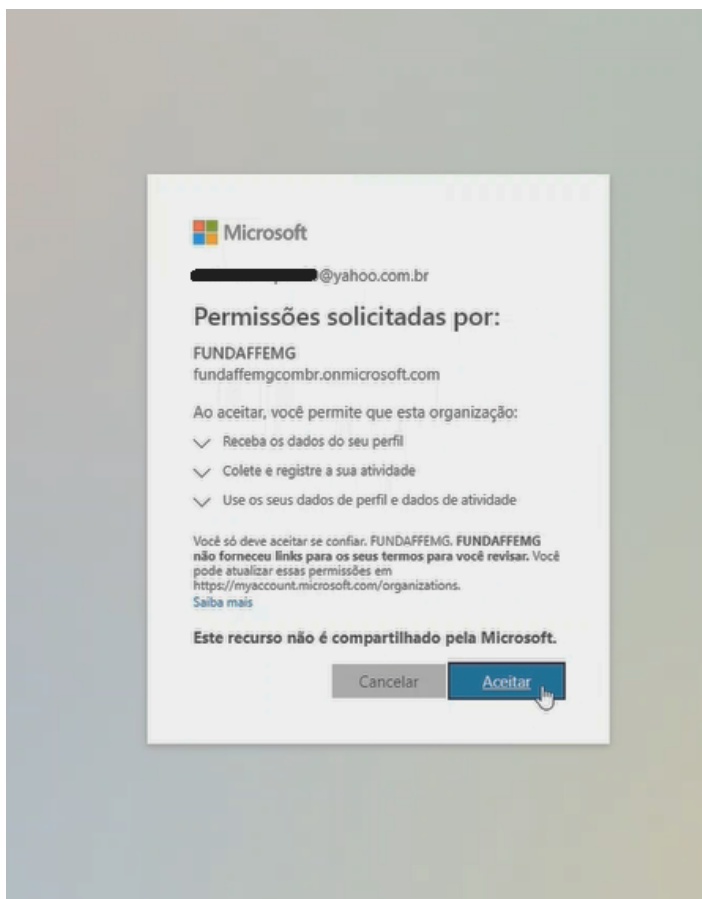 Microsoft
@yahoo.com.br
Permissões solicitadas por:
FUNDAFFEMG
fundaffemgcombr.onmicrosoft.com
Ao aceitar, você permite que esta organização:
Receba os dados do seu perfil
Colete e registre a sua atividade
Use os seus dados de perfil e dados de atividade
Você só deve aceitar se confiar. FUNDAFFEMG. FUNDAFFEMG
não forneceu links para os seus termos para você revisar. Você
pode atualizar essas permissões em
https://myaccount.microsoft.com/organizations.
Saiba mais
Este recurso não é compartilhado pela Microsoft.
Cancelar
Aceitar